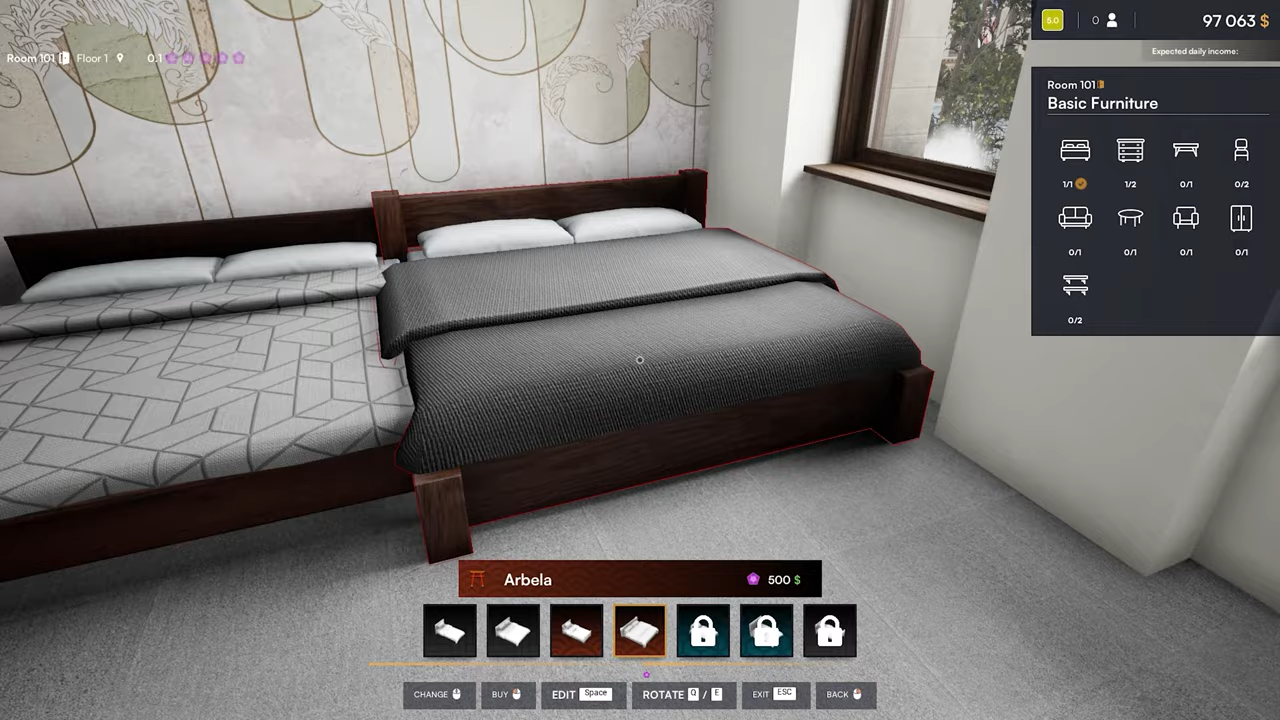 5.0 0 97 063 $
Expected daily income:
Room 101 Floor 1 0.1
Room 101
Basic Furniture
1/1 1/2 0/1 0/2
0/1 0/1 0/1 0/1
0/2
Arbela 500 $
CHANGE BUY EDIT Space ROTATE Q / E EXIT ESC BACK